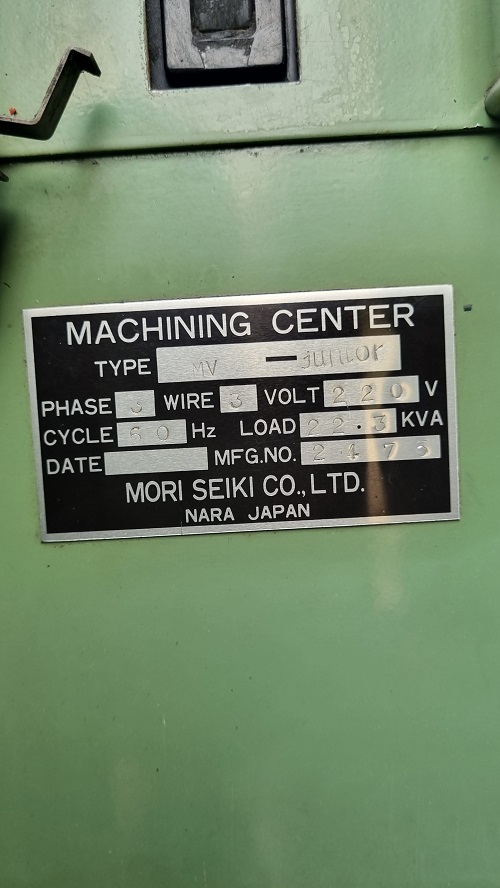 MACHINING CENTER
TYPE MV — junior
PHASE 3 WIRE 3 VOLT 220 V
CYCLE 60 Hz LOAD 22.3 KVA
DATE MFG.NO. 2473
MORI SEIKI CO.,LTD.
NARA JAPAN